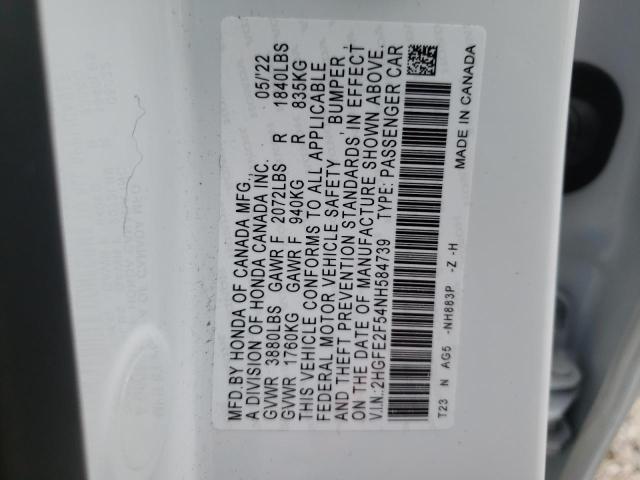 MFD.BY HONDA OF CANADA MFG. 05/'22
A DIVISION OF HONDA CANADA INC.
GVWR 3880LBS GAWR F 2072LBS R 1840LBS
GVWR 1760KG GAWR F 940KG R 835KG
THIS VEHICLE CONFORMS TO ALL APPLICABLE
FEDERAL MOTOR VEHICLE SAFETY , BUMPER ,
AND THEFT PREVENTION STANDARDS IN EFFECT
ON THE DATE OF MANUFACTURE SHOWN ABOVE.
V.I.N.:2HGFE2F54NH584739 TYPE: PASSENGER CAR
T23 N AG5 -NH883P -Z -H
MADE IN CANADA